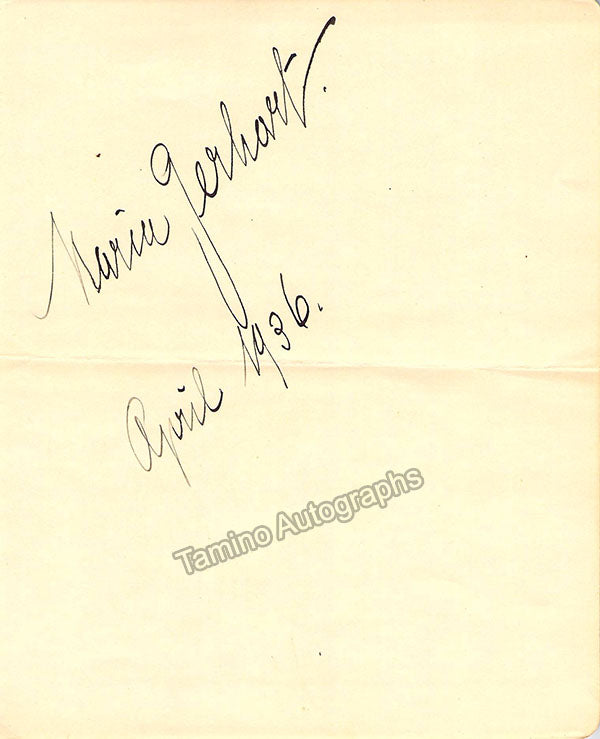 Maria Gerhart.
April 1936.
Tamino Autographs